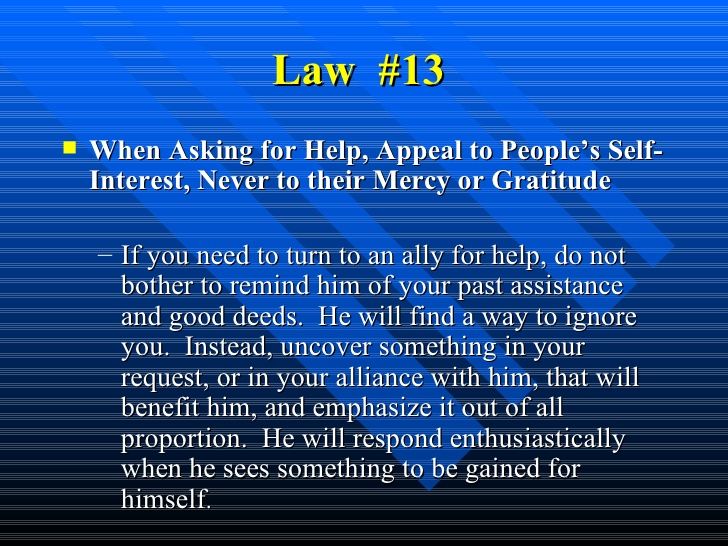 Law #13
When Asking for Help, Appeal to People’s Self-
Interest, Never to their Mercy or Gratitude
– If you need to turn to an ally for help, do not
bother to remind him of your past assistance
and good deeds. He will find a way to ignore
you. Instead, uncover something in your
request, or in your alliance with him, that will
benefit him, and emphasize it out of all
proportion. He will respond enthusiastically
when he sees something to be gained for
himself.